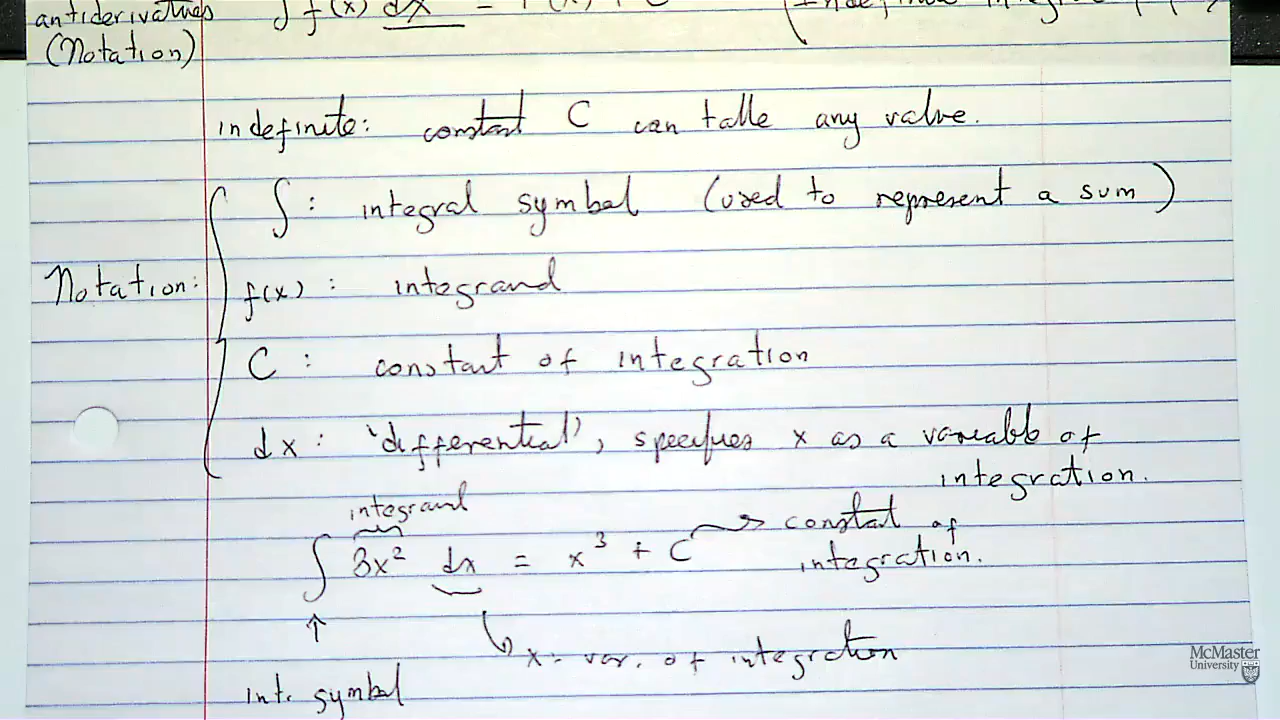 antiderivatives ∫ f(x) dx
(Notation)
indefinite: constant C can take any value.
∫ : integral symbol (used to represent a sum)
Notation: f(x) : integrand
C : constant of integration
dx : 'differential', specifies x as a variable of
integration.
integrand
∫ 3x² dx = x³ + C → constat of
integration.
↑
x : var. of integration
int. symbol
McMaster
University